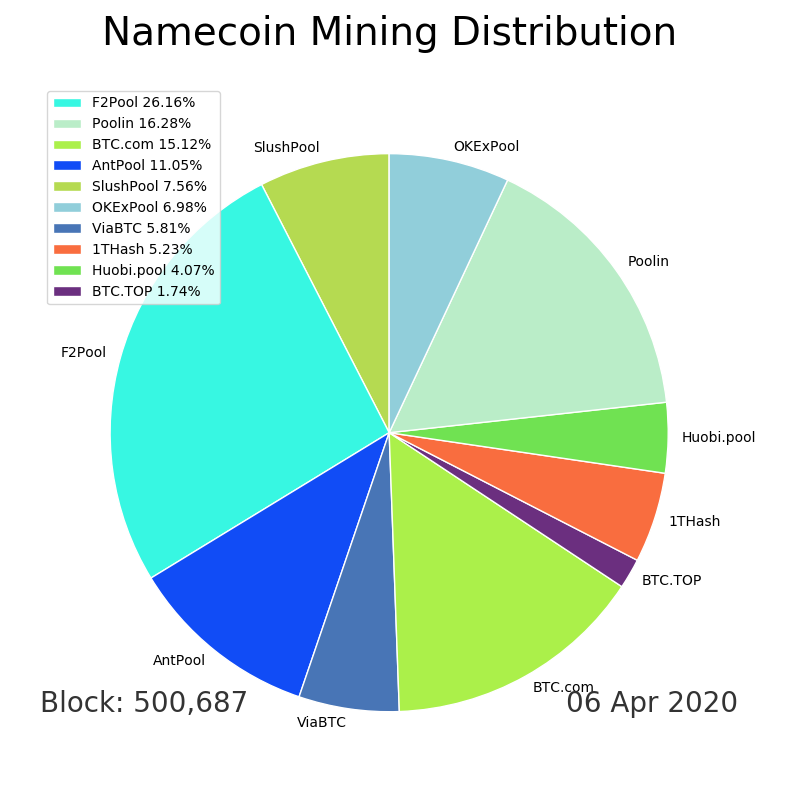 Namecoin Mining Distribution
F2Pool 26.16%
Poolin 16.28%
BTC.com 15.12%
AntPool 11.05%
SlushPool 7.56%
OKExPool 6.98%
ViaBTC 5.81%
1THash 5.23%
Huobi.pool 4.07%
BTC.TOP 1.74%
SlushPool
OKExPool
Poolin
F2Pool
Huobi.pool
1THash
BTC.TOP
AntPool
BTC.com
ViaBTC
Block: 500,687
06 Apr 2020